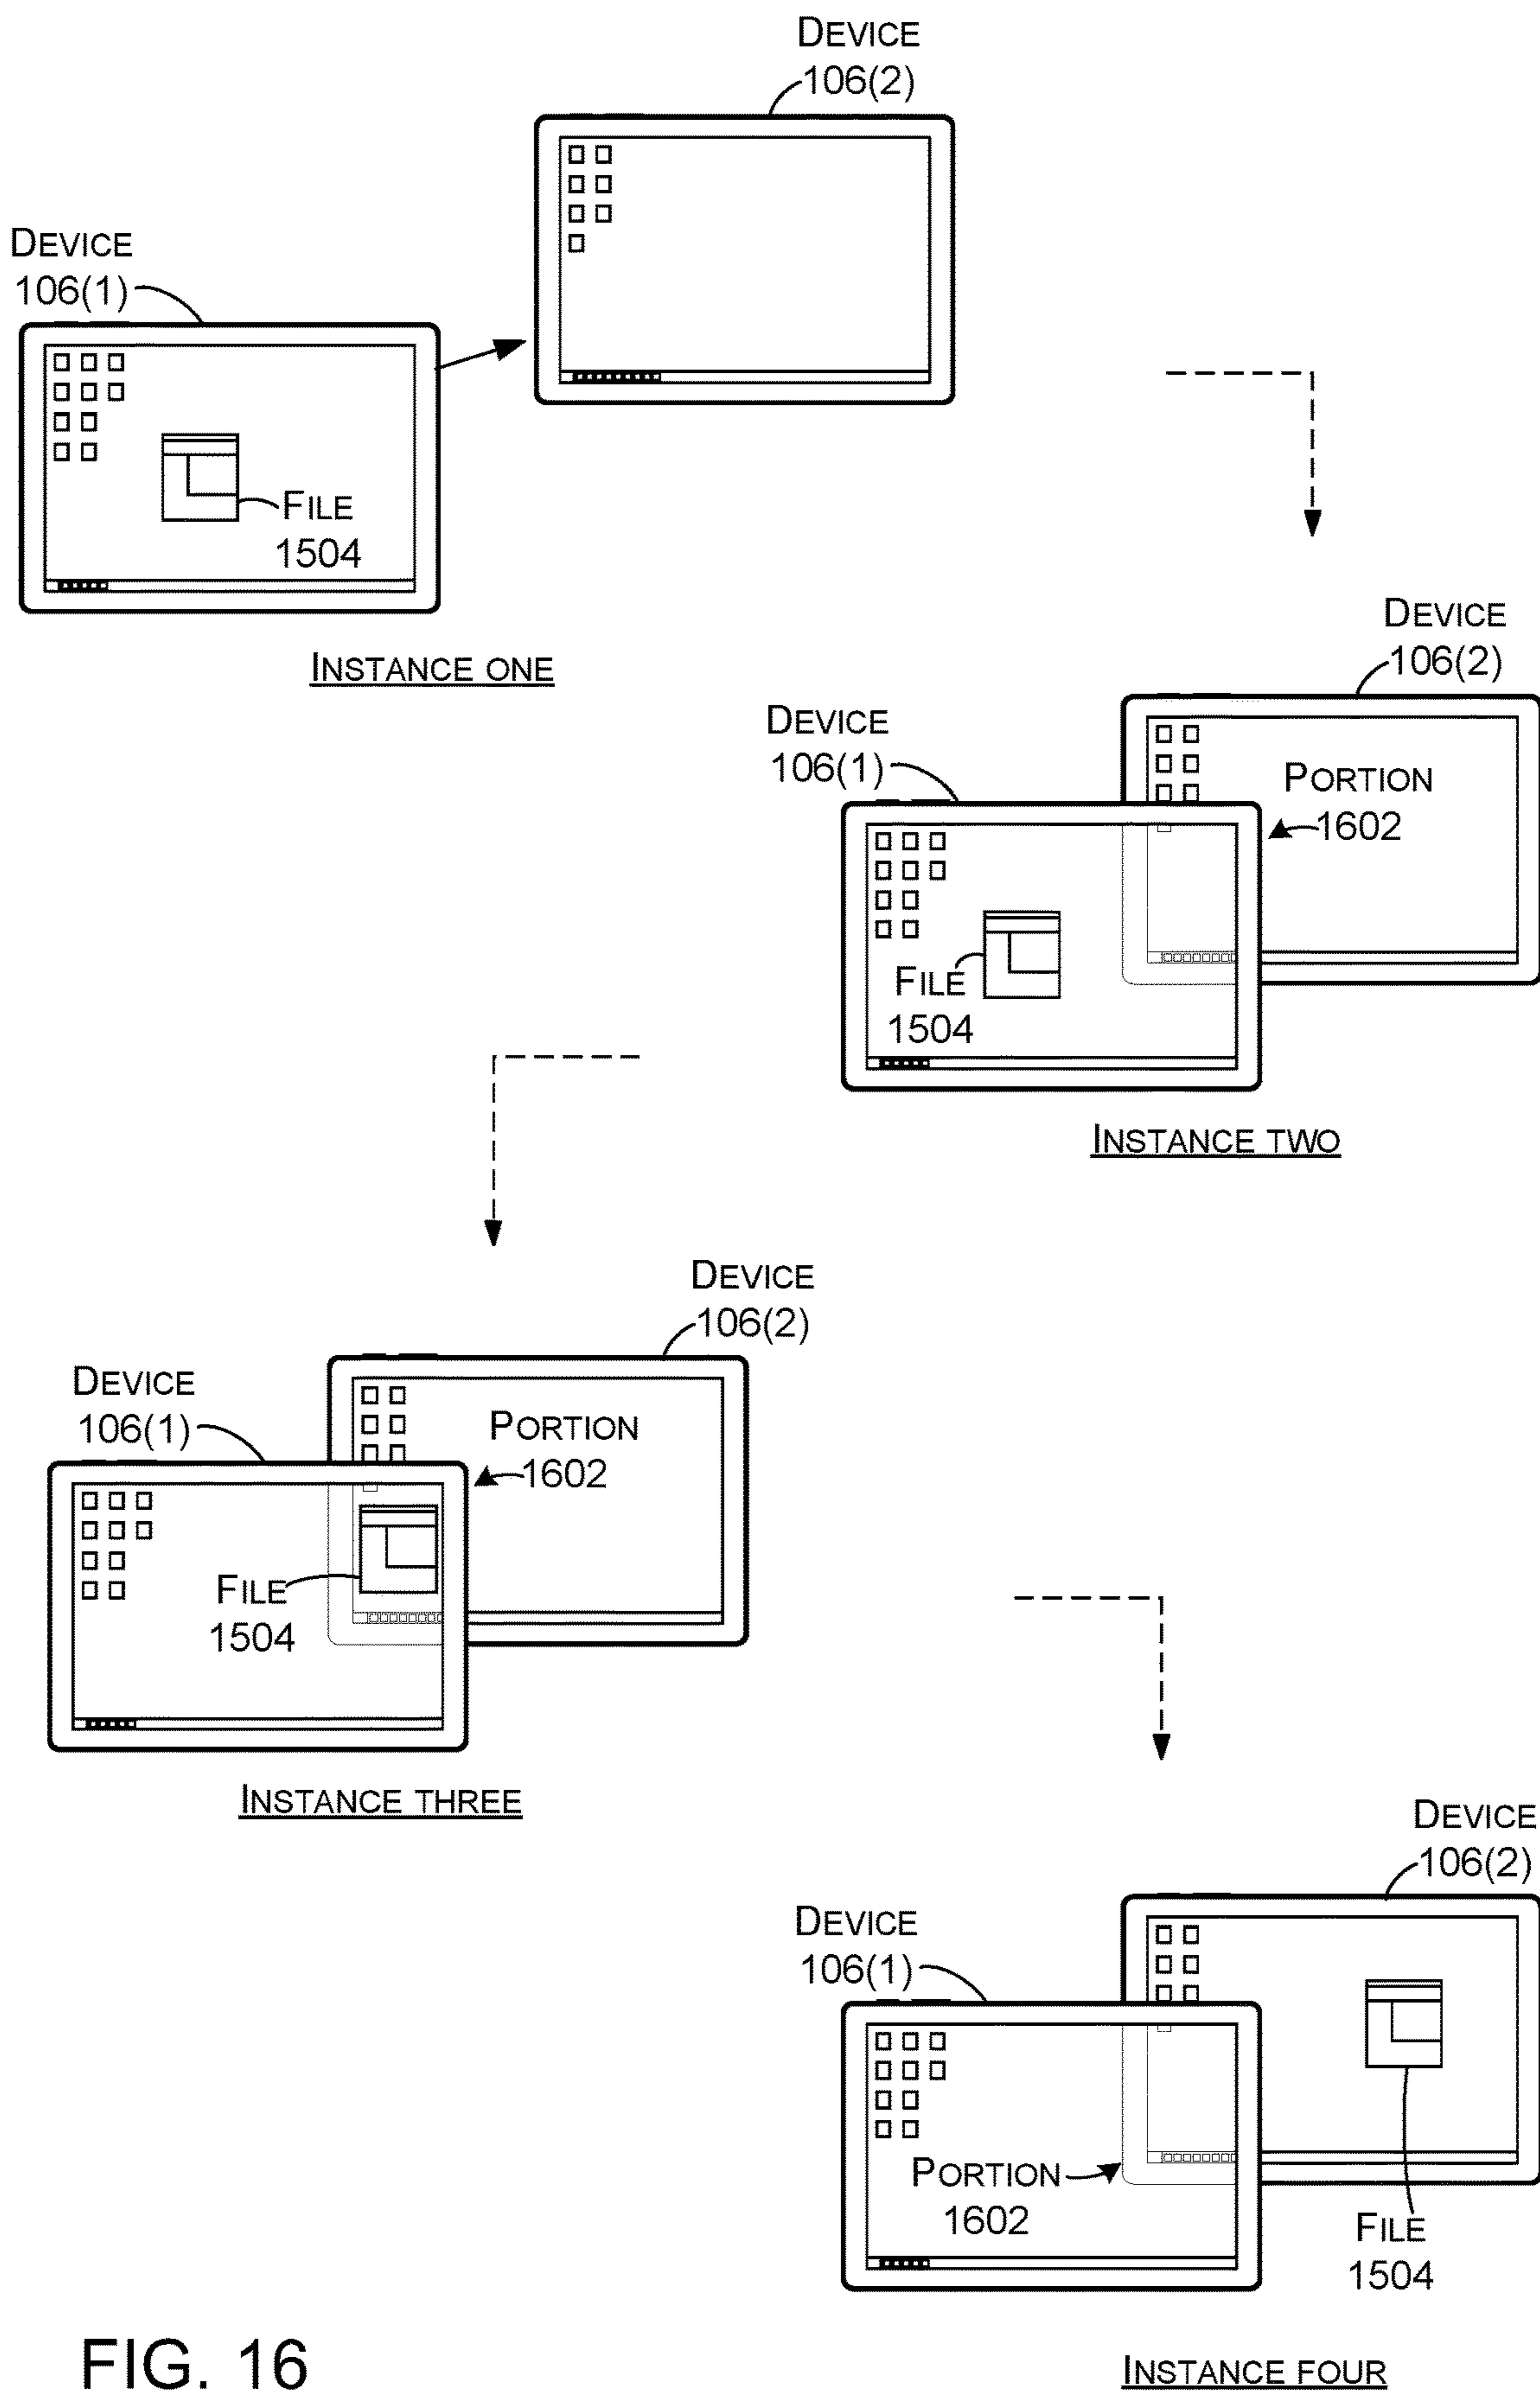 DEVICE
106(2)
DEVICE
106(1)
FILE
1504
INSTANCE ONE
DEVICE
106(2)
DEVICE
106(1)
PORTION
1602
FILE
1504
INSTANCE TWO
DEVICE
106(2)
DEVICE
106(1)
PORTION
1602
FILE
1504
INSTANCE THREE
DEVICE
106(2)
DEVICE
106(1)
PORTION
1602
FILE
1504
FIG. 16
INSTANCE FOUR